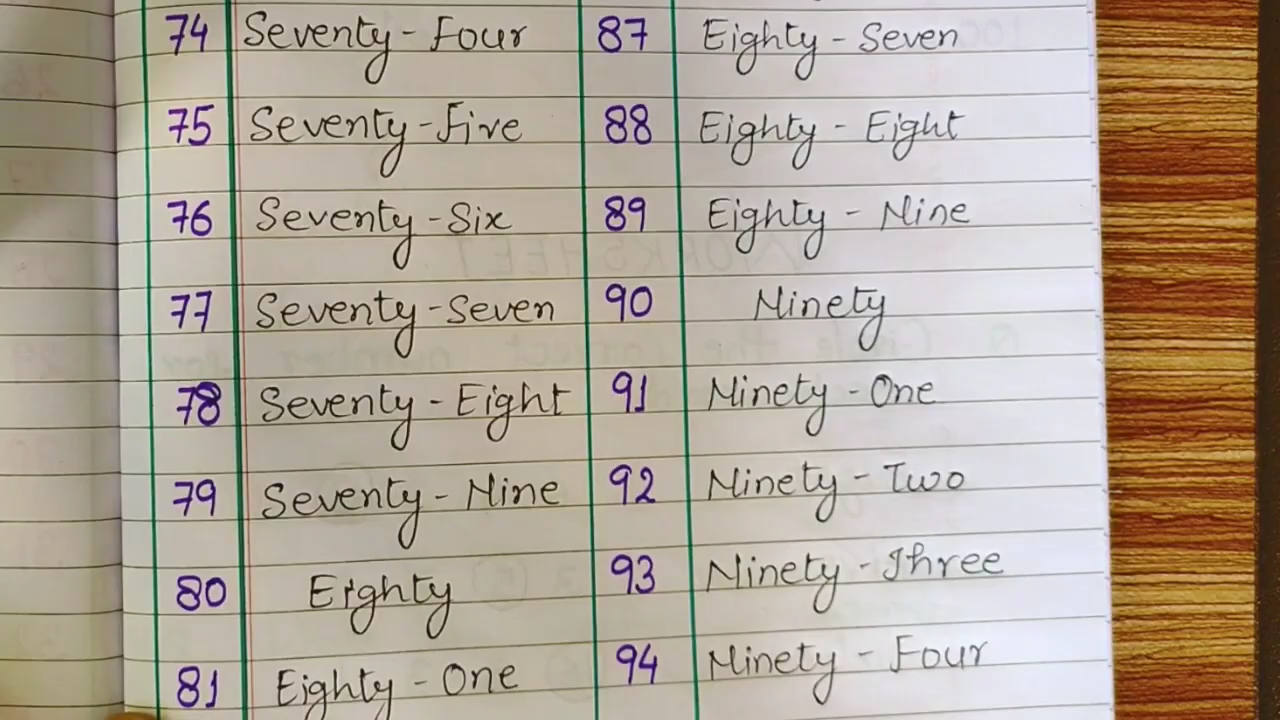 74 Seventy-Four 87 Eighty-Seven
75 Seventy-Five 88 Eighty-Eight
76 Seventy-Six 89 Eighty-Nine
77 Seventy-Seven 90 Ninety
78 Seventy-Eight 91 Ninety-One
79 Seventy-Nine 92 Ninety-Two
80 Eighty 93 Ninety-Three
81 Eighty-One 94 Ninety-Four